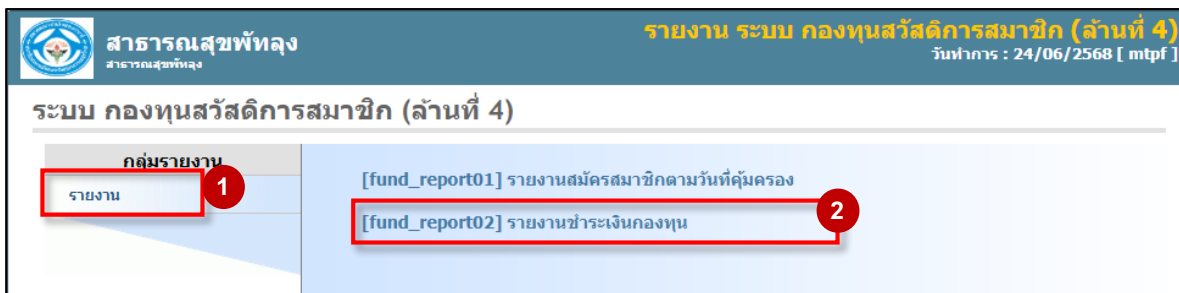 สาธารณสุขพัทลุง
สาธารณสุขพัทลุง
รายงาน ระบบ กองทุนสวัสดิการสมาชิก (ล้านที่ 4)
วันทำการ : 24/06/2568 [ mtpf ]
ระบบ กองทุนสวัสดิการสมาชิก (ล้านที่ 4)
กลุ่มรายงาน
รายงาน
1
[fund_report01] รายงานสมัครสมาชิกตามวันที่คุ้มครอง
[fund_report02] รายงานชำระเงินกองทุน
2